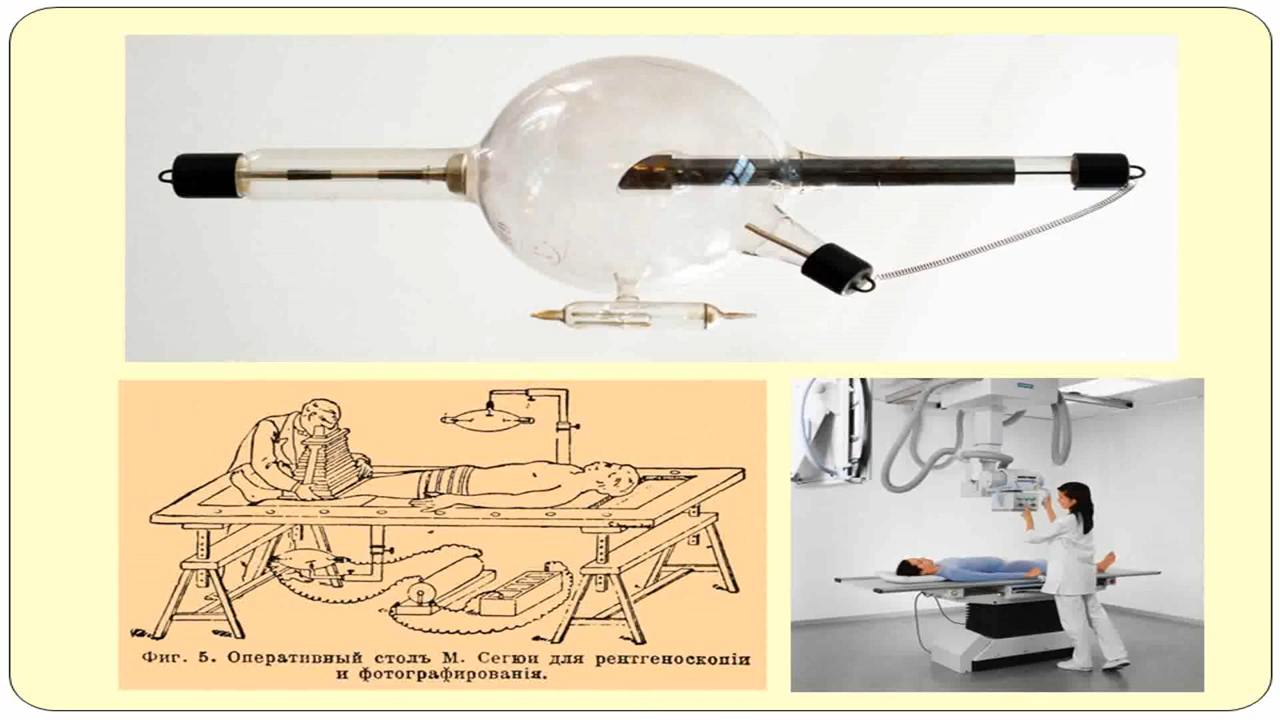 Фиг. 5. Оперативный столъ М. Сегюи для рентгеноскопіи
и фотографированія.